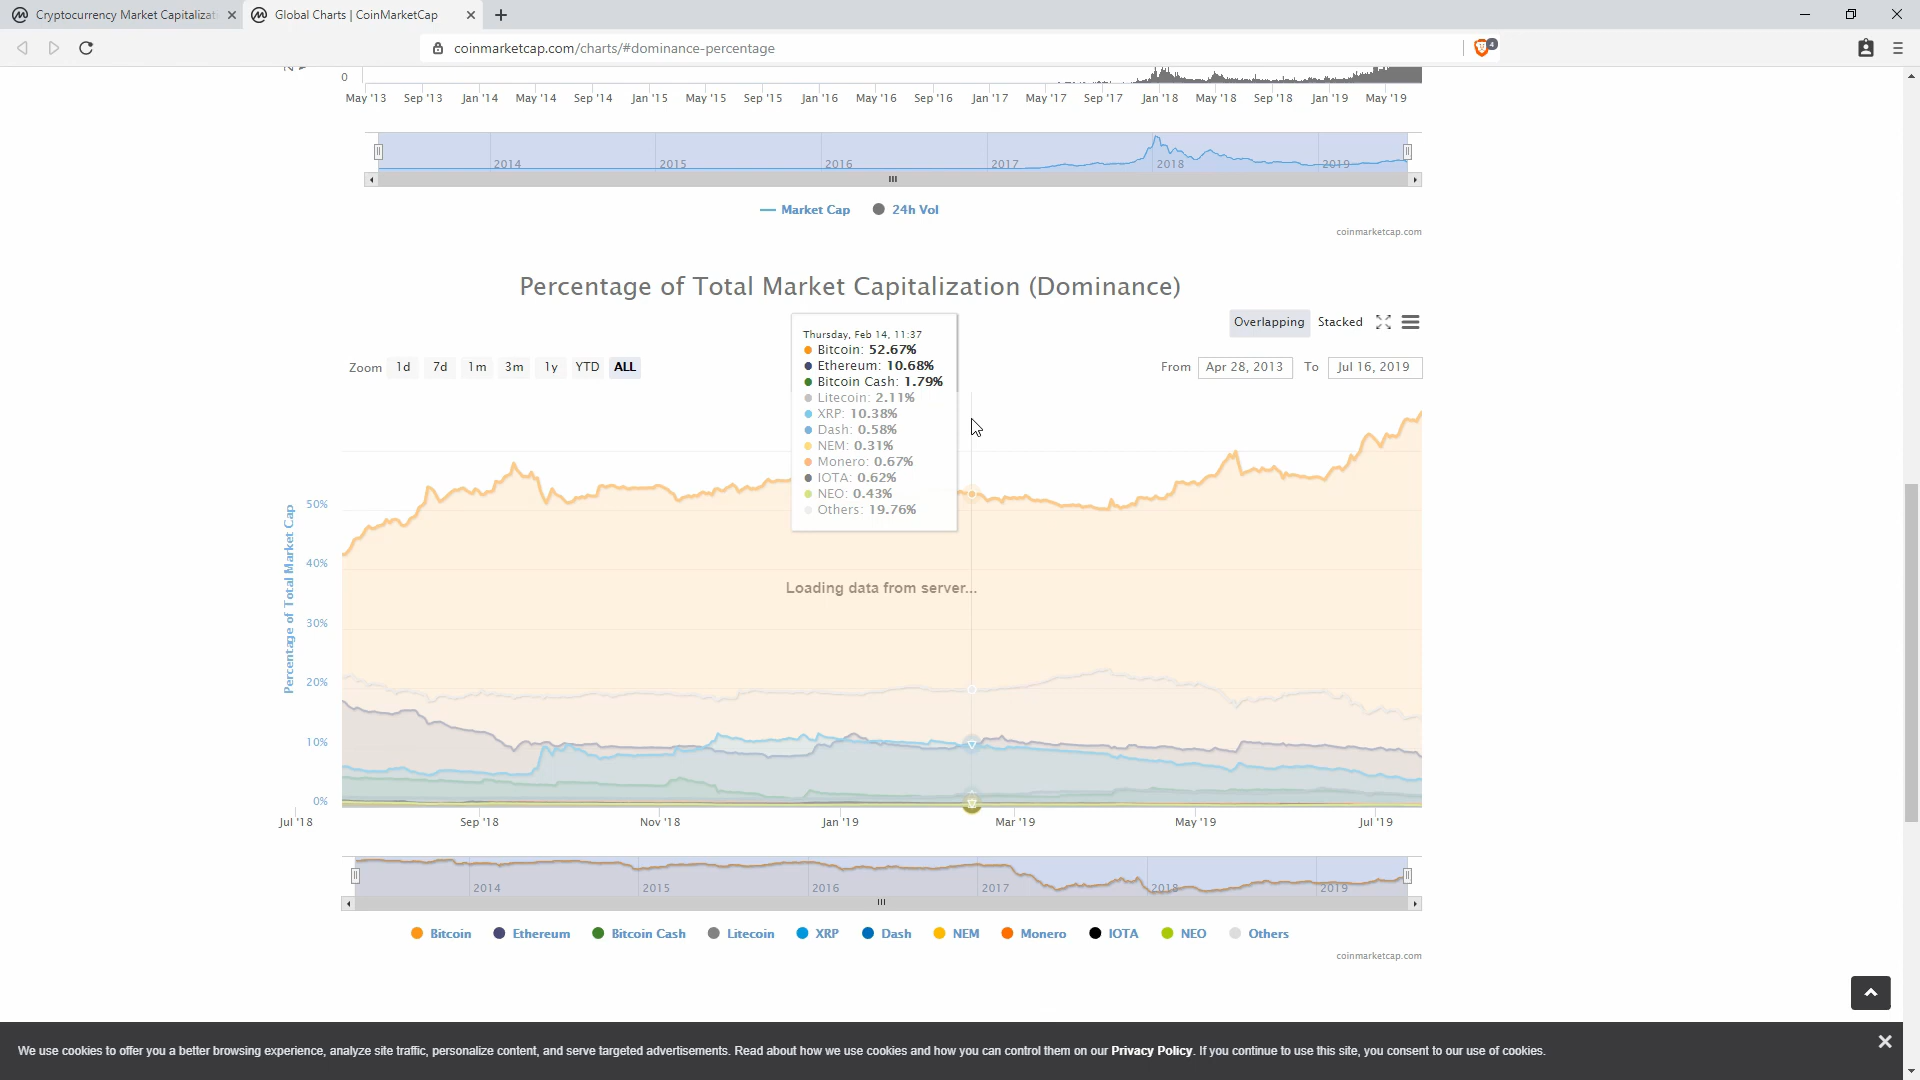 Cryptocurrency Market Capitalizat
Global Charts | CoinMarketCap
coinmarketcap.com/charts/#dominance-percentage
4
0
May '13 Sep '13 Jan '14 May '14 Sep '14 Jan '15 May '15 Sep '15 Jan '16 May '16 Sep '16 Jan '17 May '17 Sep '17 Jan '18 May '18 Sep '18 Jan '19 May '19
2014 2015 2016 2017 2018 2019
Market Cap 24h Vol
coinmarketcap.com
Percentage of Total Market Capitalization (Dominance)
Overlapping Stacked
Zoom 1d 7d 1m 3m 1y YTD ALL
From Apr 28, 2013 To Jul 16, 2019
Thursday, Feb 14, 11:37
Bitcoin: 52.67%
Ethereum: 10.68%
Bitcoin Cash: 1.79%
Litecoin: 2.11%
XRP: 10.38%
Dash: 0.58%
NEM: 0.31%
Monero: 0.67%
IOTA: 0.62%
NEO: 0.43%
Others: 19.76%
Percentage of Total Market Cap
50%
40%
30%
20%
10%
0%
Loading data from server...
Jul '18 Sep '18 Nov '18 Jan '19 Mar '19 May '19 Jul '19
2014 2015 2016 2017 2018 2019
Bitcoin Ethereum Bitcoin Cash Litecoin XRP Dash NEM Monero IOTA NEO Others
coinmarketcap.com
We use cookies to offer you a better browsing experience, analyze site traffic, personalize content, and serve targeted advertisements. Read about how we use cookies and how you can control them on our Privacy Policy. If you continue to use this site, you consent to our use of cookies.